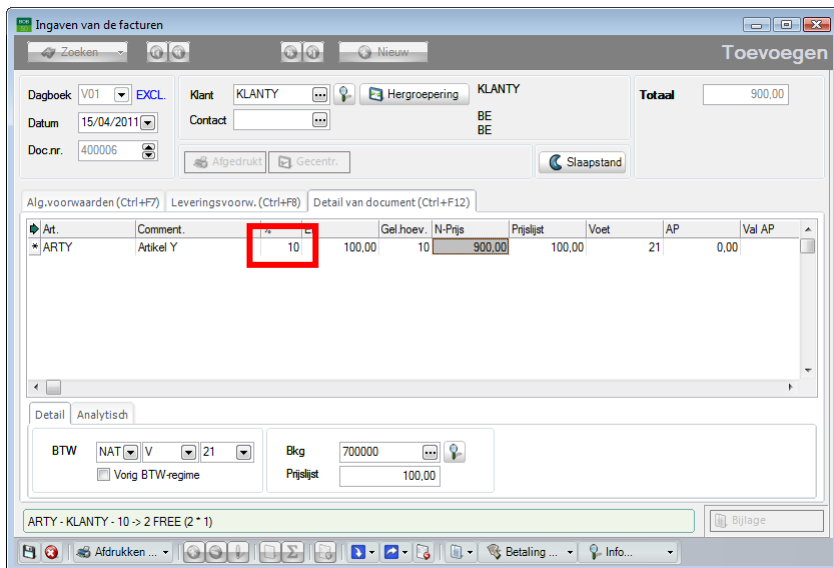 Ingaven van de facturen
Zoeken Nieuw Toevoegen
Dagboek V01 EXCL. Klant KLANTY Hergroepering KLANTY Totaal 900,00
Datum 15/04/2011 Contact BE
BE
Doc.nr. 400006 Afgedrukt Gecentr. Slaapstand
Alg.voorwaarden (Ctrl+F7) Leveringsvoorw. (Ctrl+F8) Detail van document (Ctrl+F12)
Art. Comment. % Gel.hoev. N-Prijs Prijslijst Voet AP Val AP
* ARTY Artikel Y 10 100,00 10 900,00 100,00 21 0,00
Detail Analytisch
BTW NAT V 21 Bkg 700000
Vorig BTW-regime Prijslijst 100,00
ARTY - KLANTY - 10 -> 2 FREE (2 * 1) Bijlage
Afdrukken ... Σ Betaling ... Info...